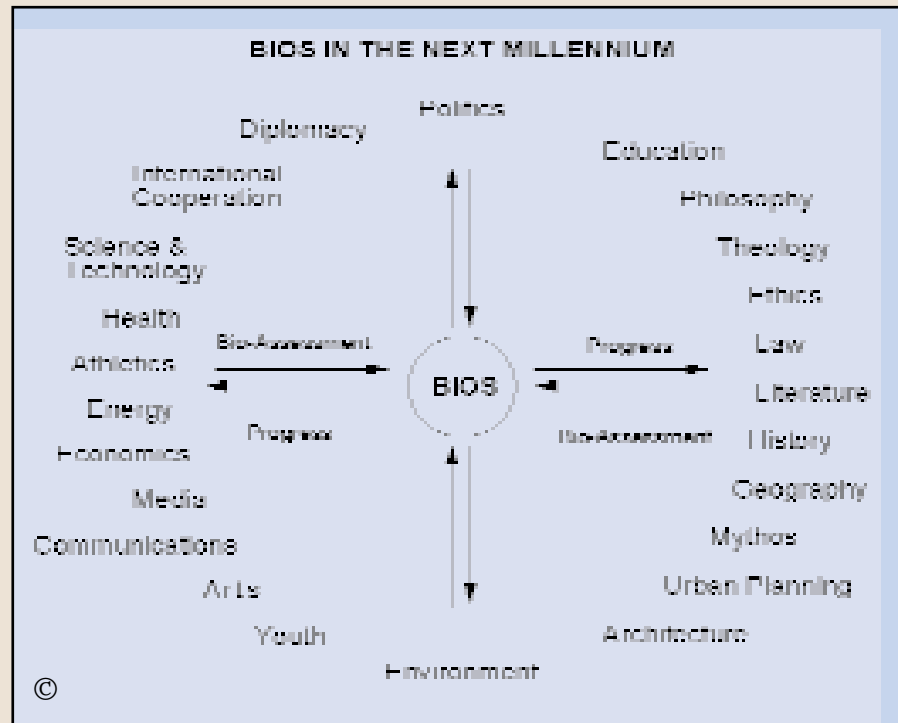 BIOS IN THE NEXT MILLENNIUM
Politics
Diplomacy
Education
International
Cooperation
Philosophy
Science &
Technology
Theology
Ethics
Health
Bio-Assessment
Progress
Law
Athletics
BIOS
Literature
Energy
Progress
Bio-Assessment
History
Economics
Geography
Media
Mythos
Communications
Urban Planning
Arts
Youth
Architecture
Environment
©